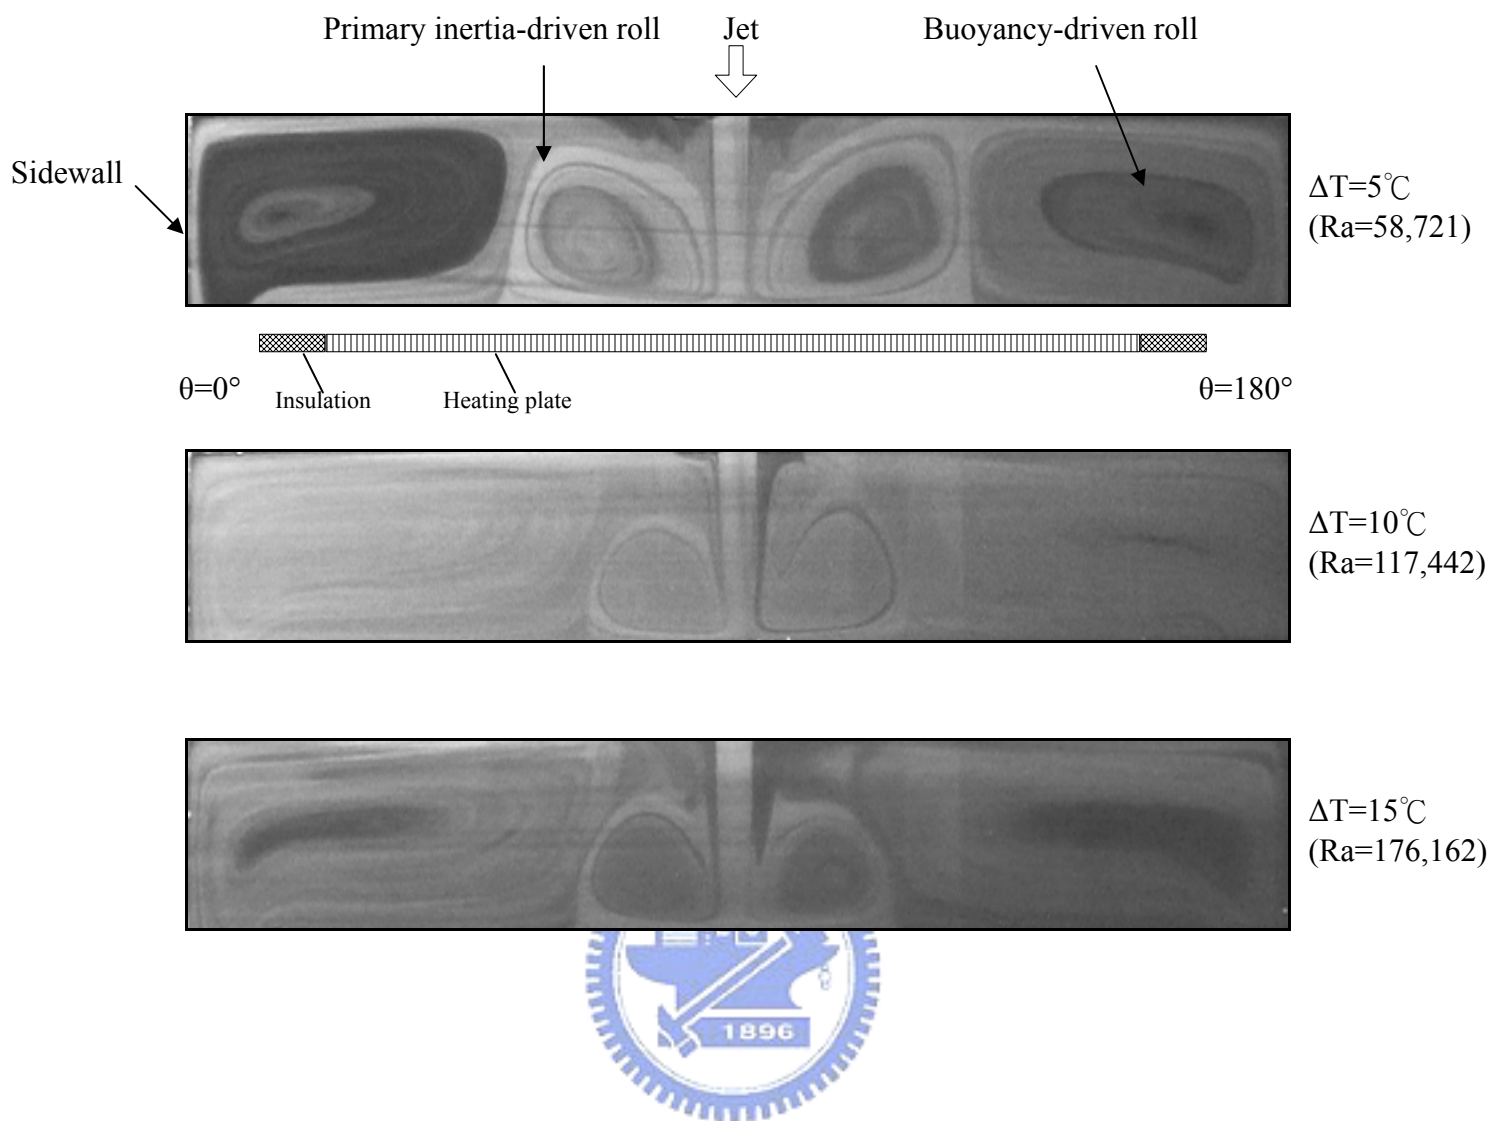 Primary inertia-driven roll
Jet
Buoyancy-driven roll
Sidewall
ΔT=5℃
(Ra=58,721)
θ=0°
Insulation
Heating plate
θ=180°
ΔT=10℃
(Ra=117,442)
ΔT=15℃
(Ra=176,162)
1896